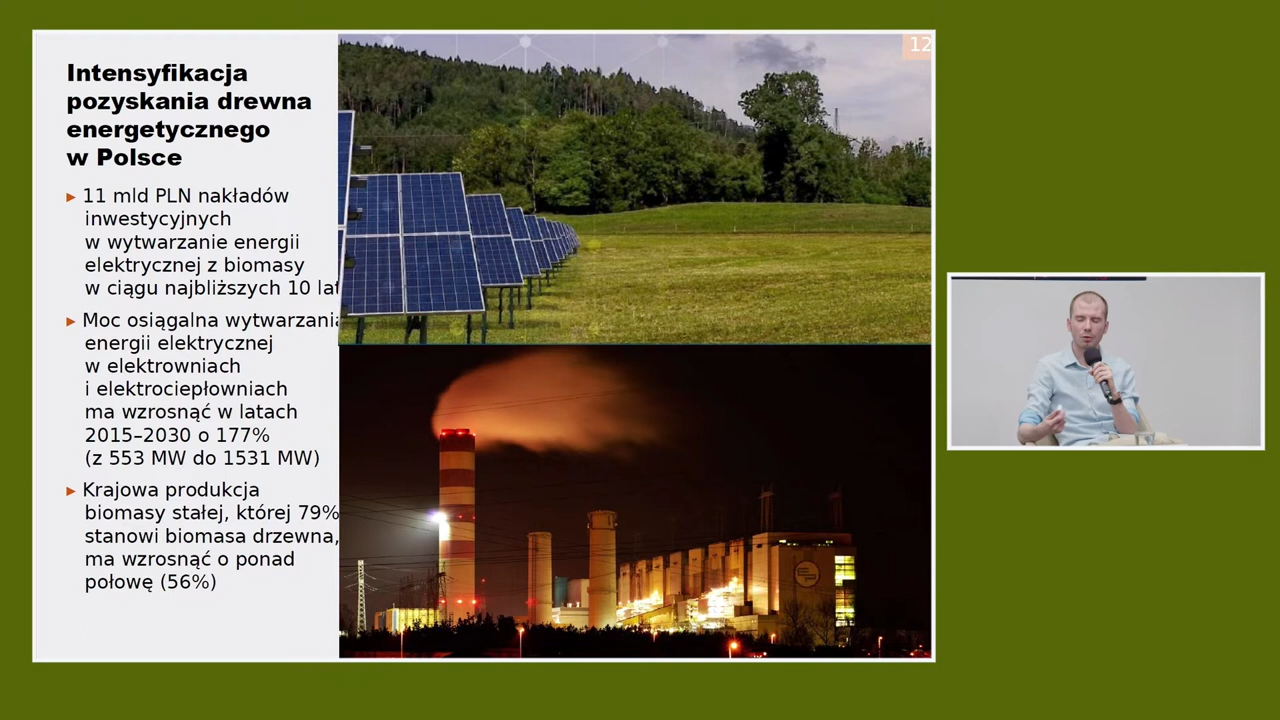 12
Intensyfikacja
pozyskania drewna
energetycznego
w Polsce
▸ 11 mld PLN nakładów
inwestycyjnych
w wytwarzanie energii
elektrycznej z biomasy
w ciągu najbliższych 10 lat
▸ Moc osiągalna wytwarzania
energii elektrycznej
w elektrowniach
i elektrociepłowniach
ma wzrosnąć w latach
2015–2030 o 177%
(z 553 MW do 1531 MW)
▸ Krajowa produkcja
biomasy stałej, której 79%
stanowi biomasa drzewna,
ma wzrosnąć o ponad
połowę (56%)